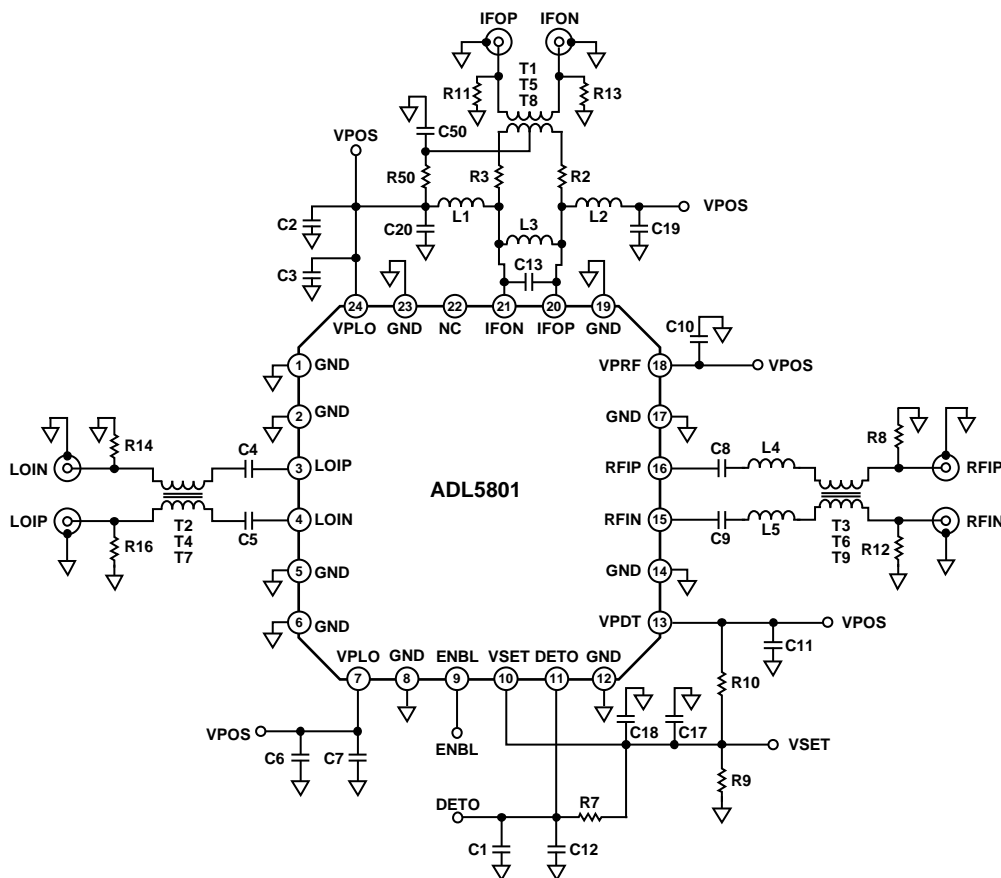 IFOP IFON
R11 T1 R13
T5
T8
C50
VPOS
R50 R3 R2
VPOS
C2 C20 L1 L3 L2 C19
C3 C13
24 23 22 21 20 19
VPLO GND NC IFON IFOP GND
C10
1 GND
VPRF 18 VPOS
2 GND
GND 17
R14 C4
C8 L4 R8
LOIN 3 LOIP
RFIP 16 RFIP
ADL5801
LOIP 4 LOIN
RFIN 15 RFIN
R16 T2 C5
T4
T7
C9 L5 T3 R12
T6
T9
5 GND
GND 14
6 GND
VPDT 13 VPOS
C11
VPLO GND ENBL VSET DETO GND
7 8 9 10 11 12
R10
VPOS
C6 C7
ENBL
C18 C17
VSET
R9
DETO R7
C1 C12